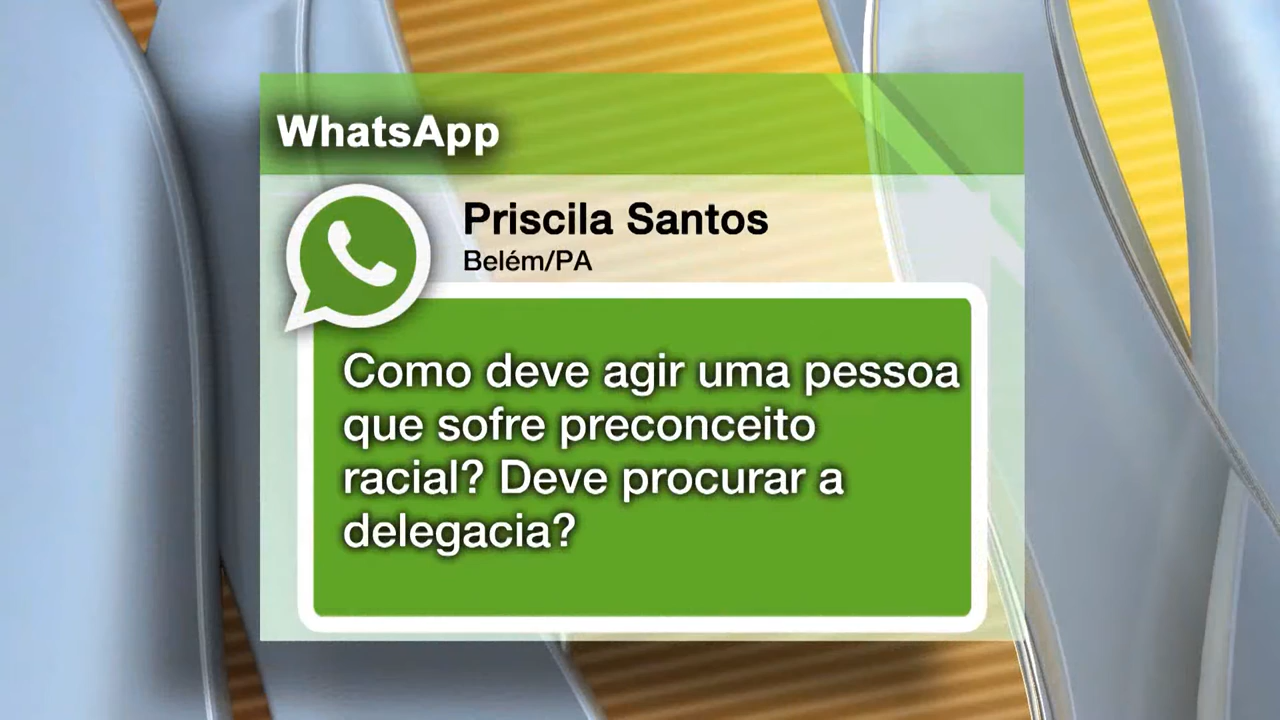 WhatsApp
Priscila Santos
Belém/PA
Como deve agir uma pessoa
que sofre preconceito
racial? Deve procurar a
delegacia?